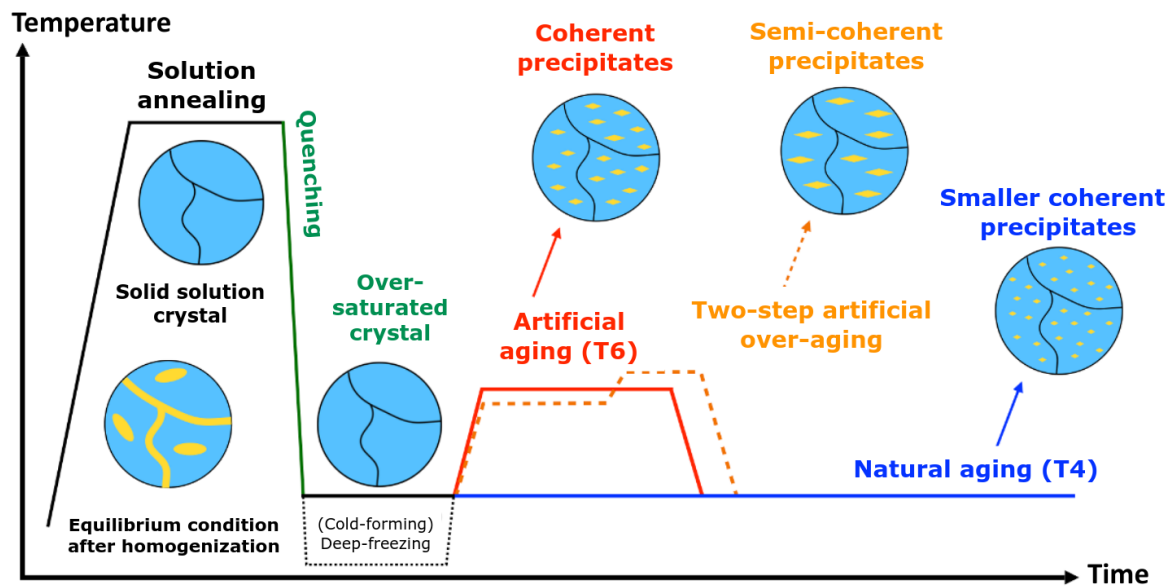 Temperature
Solution
annealing
Quenching
Solid solution
crystal
Equilibrium condition
after homogenization
Over-
saturated
crystal
(Cold-forming)
Deep-freezing
Coherent
precipitates
Artificial
aging (T6)
Semi-coherent
precipitates
Two-step artificial
over-aging
Smaller coherent
precipitates
Natural aging (T4)
Time